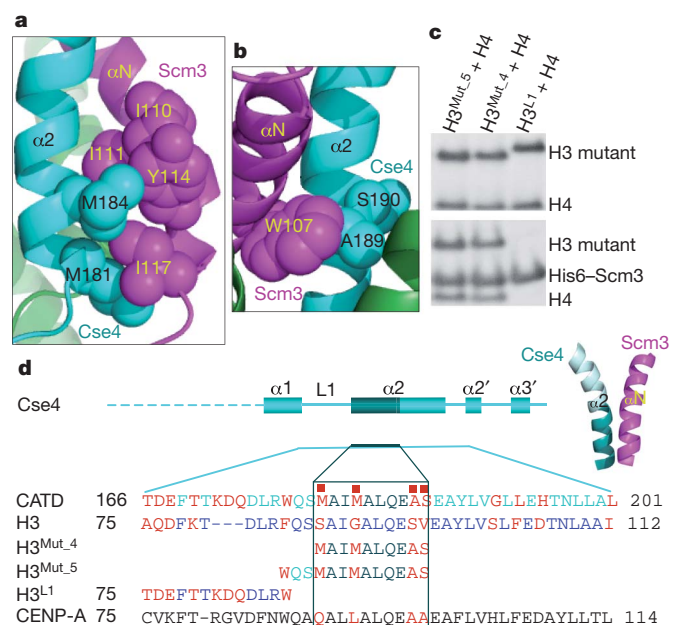 a
αN
Scm3
I110
α2
I111
Y114
M184
M181
I117
Cse4
b
αN
α2
Cse4
S190
W107
A189
Scm3
c
H3Mut_5 + H4
H3Mut_4 + H4
H3L1 + H4
H3 mutant
H4
H3 mutant
His6–Scm3
H4
d
Cse4
α1 L1 α2 α2′ α3′
Cse4
Scm3
α2 αN
CATD 166 TDEFTTKDQDLRWQSMAIMALQEASEAYLVGLLEHTNLLAL 201
H3 75 AQDFKT---DLRFQSSAIGALQESVEAYLVSLFEDTNLAAI 112
H3Mut_4 MAIMALQEAS
H3Mut_5 WQSMAIMALQEAS
H3L1 75 TDEFTTKDQDLRW
CENP-A 75 CVKFT-RGVDFNWQAQALLALQEAAEAFLVHLFEDAYLLTL 114